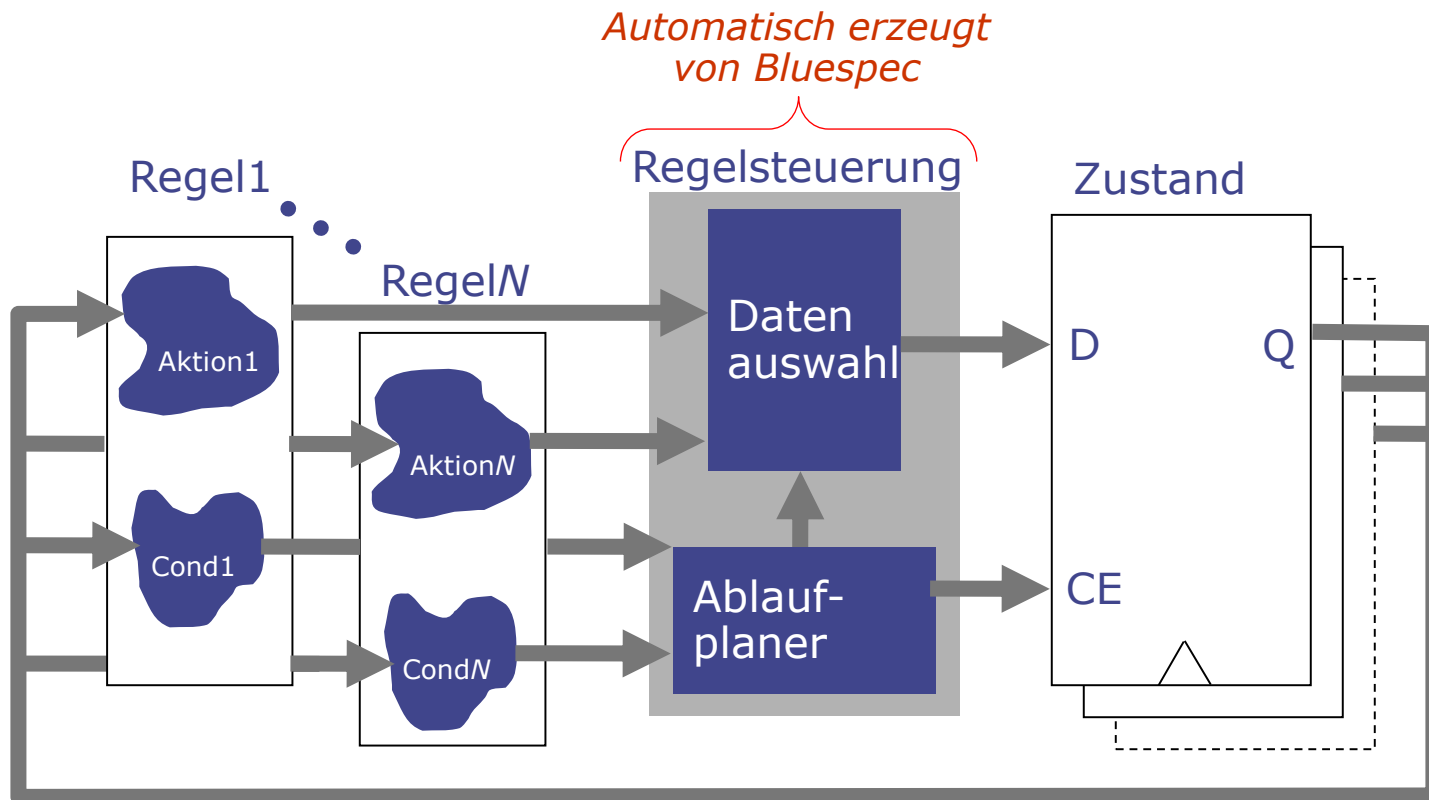 Automatisch erzeugt
von Bluespec
Regelsteuerung
Regel1
Zustand
RegelN
Daten
auswahl
Aktion1
D
Q
AktionN
Cond1
Ablauf-
planer
CE
CondN